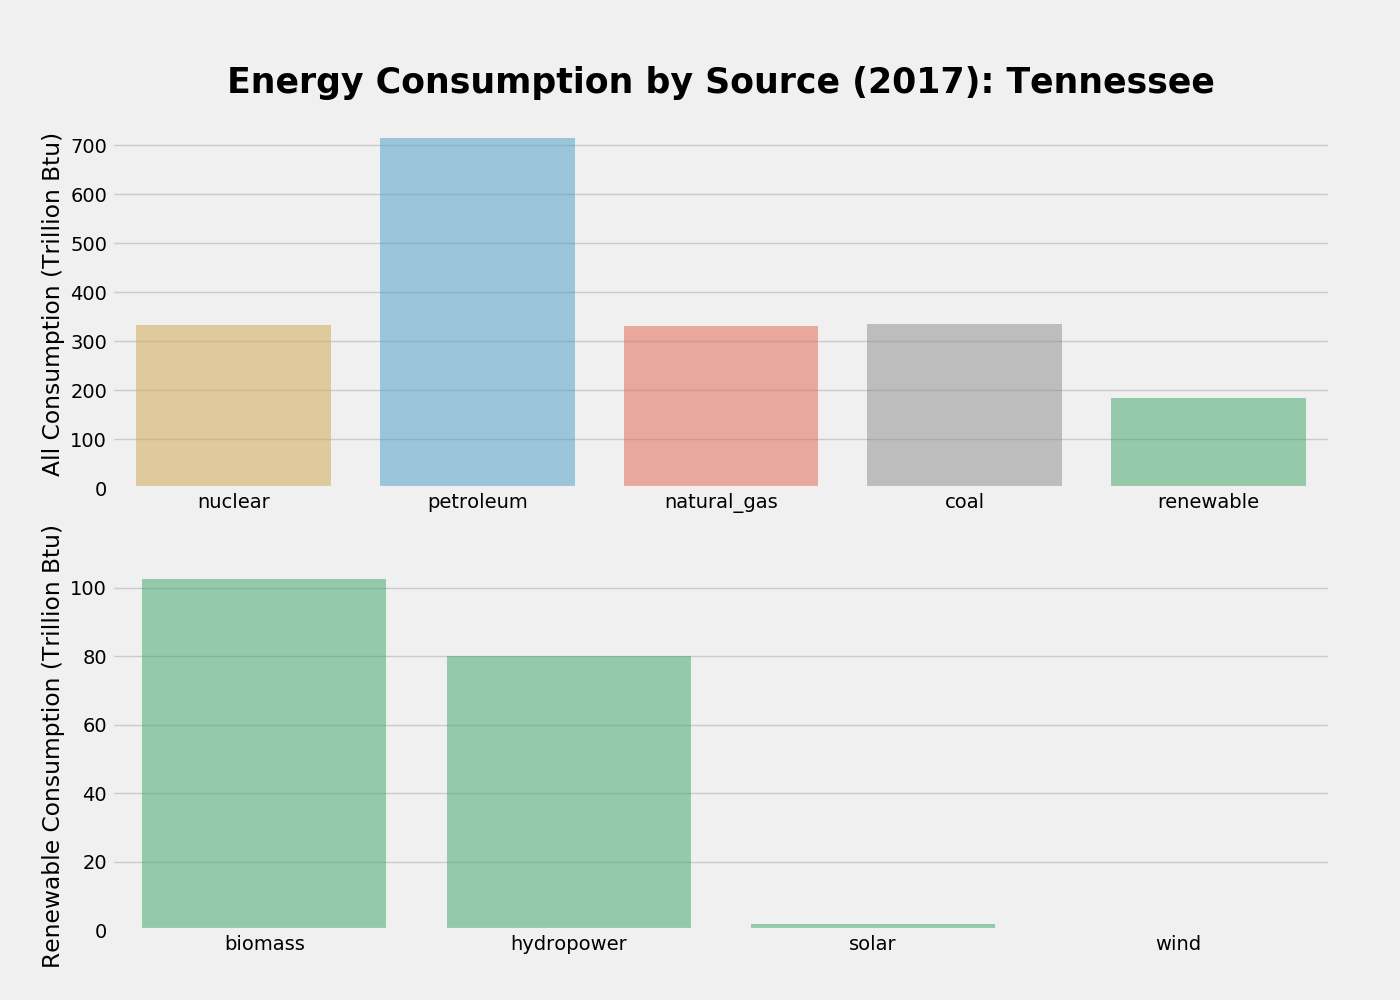 Energy Consumption by Source (2017): Tennessee
All Consumption (Trillion Btu)
700
600
500
400
300
200
100
0
nuclear petroleum natural_gas coal renewable
Renewable Consumption (Trillion Btu)
100
80
60
40
20
0
biomass hydropower solar wind